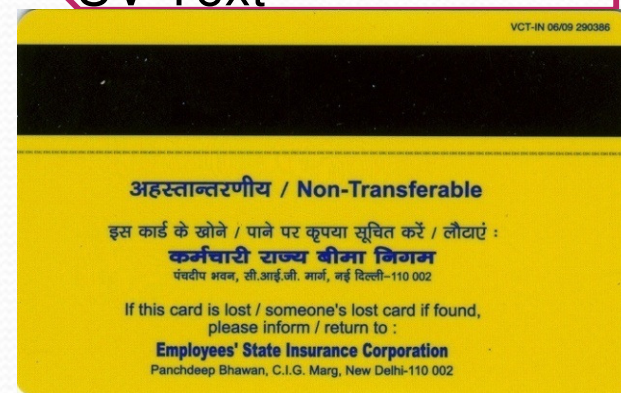 VCT-IN 06/09 290386
अहस्तान्तरणीय / Non-Transferable
इस कार्ड के खोने / पाने पर कृपया सूचित करें / लौटाएं :
कर्मचारी राज्य बीमा निगम
पंचदीप भवन, सी.आई.जी. मार्ग, नई दिल्ली-110 002
If this card is lost / someone's lost card if found,
please inform / return to :
Employees' State Insurance Corporation
Panchdeep Bhawan, C.I.G. Marg, New Delhi-110 002